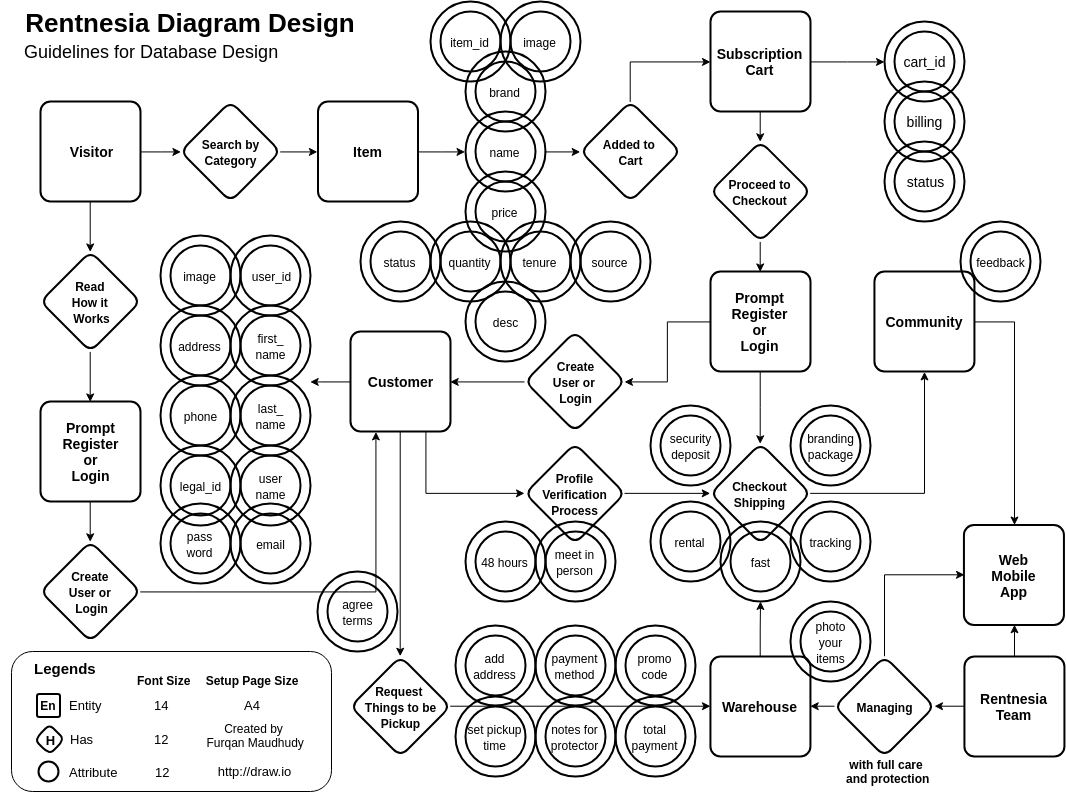 Rentnesia Diagram Design
Guidelines for Database Design
item_id
image
brand
name
price
status
quantity
tenure
source
desc
Visitor
Search by
Category
Item
Added to
Cart
Subscription
Cart
cart_id
billing
status
Proceed to
Checkout
feedback
Read
How it
Works
image
user_id
address
first_
name
phone
last_
name
legal_id
user
name
pass
word
email
Customer
Create
User or
Login
Prompt
Register
or
Login
Community
Prompt
Register
or
Login
Profile
Verification
Process
48 hours
meet in
person
security
deposit
branding
package
Checkout
Shipping
rental
fast
tracking
Web
Mobile
App
Create
User or
Login
agree
terms
photo
your
items
Request
Things to be
Pickup
add
address
payment
method
promo
code
set pickup
time
notes for
protector
total
payment
Warehouse
Managing
with full care
and protection
Rentnesia
Team
Legends
Font Size
Setup Page Size
En
Entity
14
A4
H
Has
12
Created by
Furqan Maudhudy
Attribute
12
http://draw.io